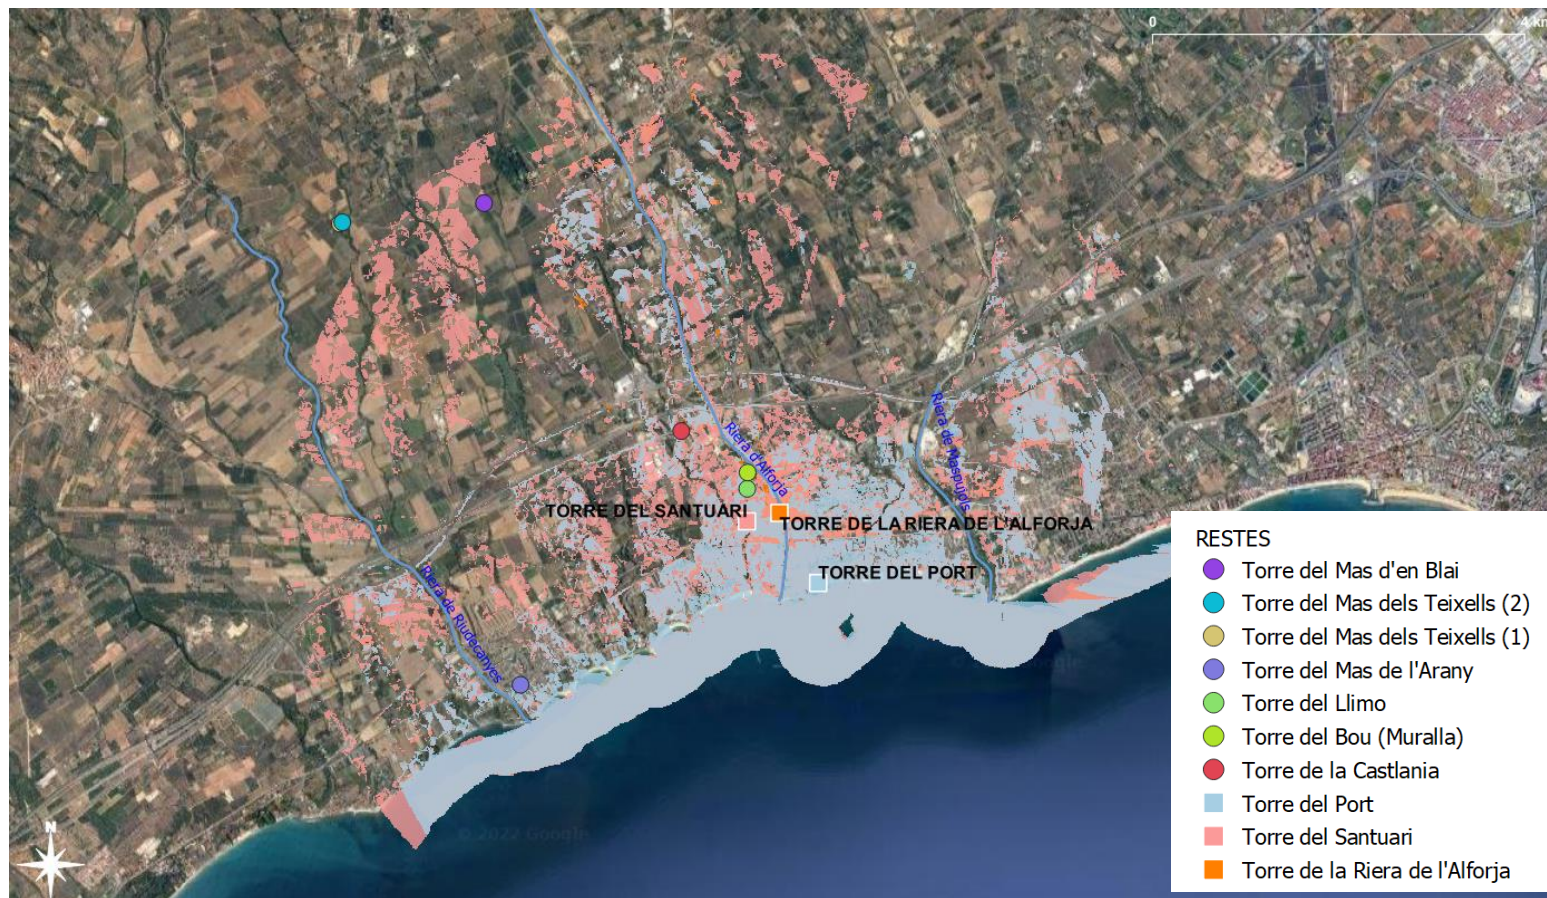 0 4 km
Riera d'Alforja
Riera de Maspujols
TORRE DEL SANTUARI
TORRE DE LA RIERA DE L'ALFORJA
TORRE DEL PORT
Riera de Riudecanyes
RESTES
Torre del Mas d'en Blai
Torre del Mas dels Teixells (2)
Torre del Mas dels Teixells (1)
Torre del Mas de l'Arany
Torre del Llimo
Torre del Bou (Muralla)
Torre de la Castlania
Torre del Port
Torre del Santuari
Torre de la Riera de l'Alforja
N
© 2022 Google